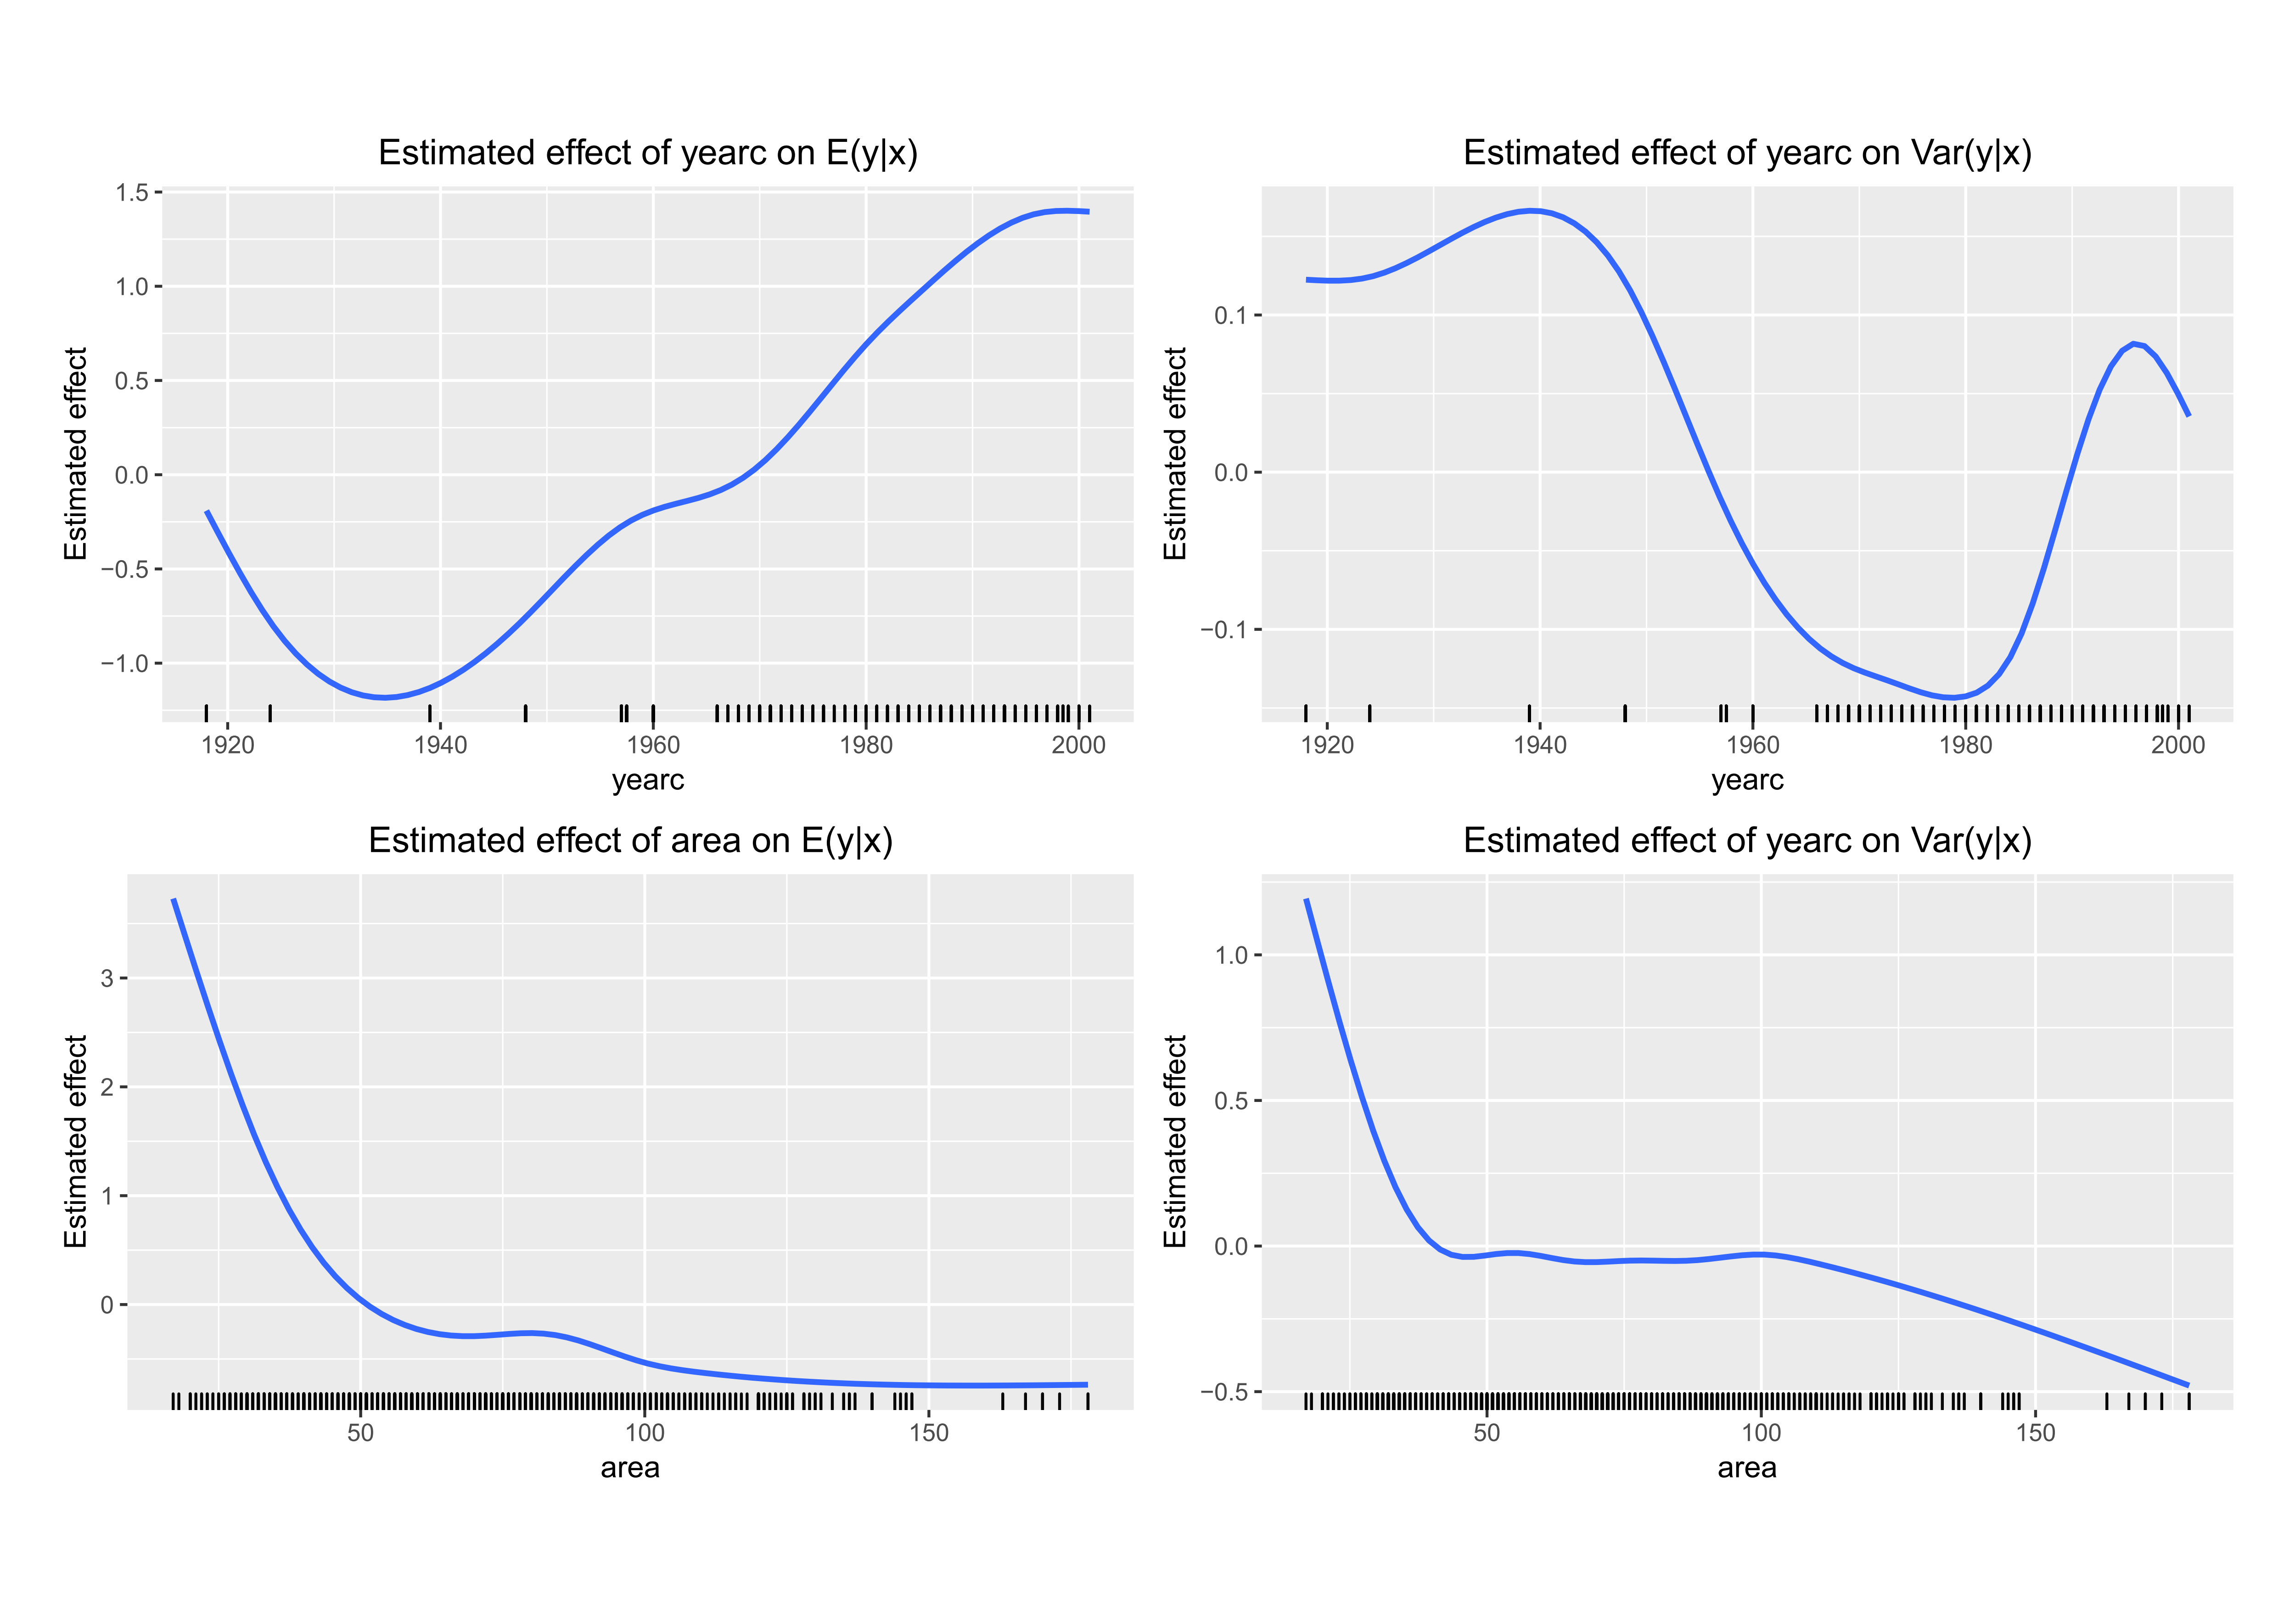 Estimated effect of yearc on E(y|x)
1.5
1.0
0.5
0.0
−0.5
−1.0
Estimated effect
1920 1940 1960 1980 2000
yearc
Estimated effect of yearc on Var(y|x)
0.1
0.0
−0.1
Estimated effect
1920 1940 1960 1980 2000
yearc
Estimated effect of area on E(y|x)
3
2
1
0
Estimated effect
50 100 150
area
Estimated effect of yearc on Var(y|x)
1.0
0.5
0.0
−0.5
Estimated effect
50 100 150
area